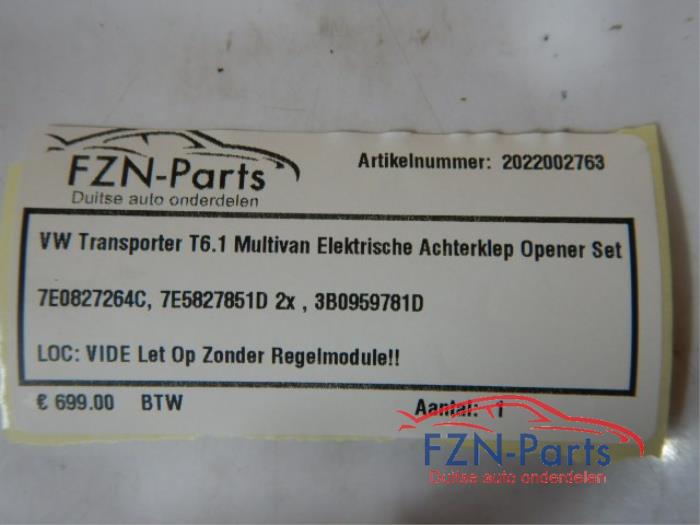 FZN-Parts
Duitse auto onderdelen
Artikelnummer: 2022002763
VW Transporter T6.1 Multivan Elektrische Achterklep Opener Set
7E0827264C, 7E5827851D 2x , 3B0959781D
LOC: VIDE Let Op Zonder Regelmodule!!
€ 699.00 BTW
Aantal: 1
FZN-Parts
Duitse auto onderdelen